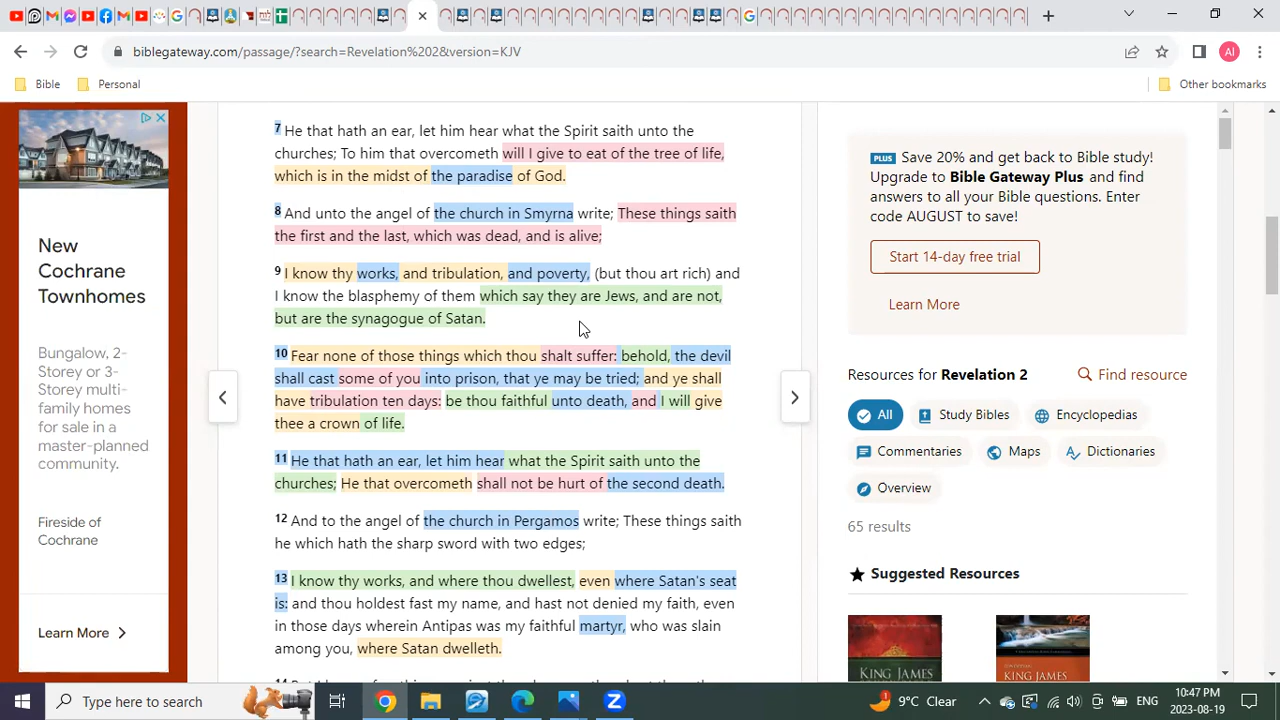 biblegateway.com/passage/?search=Revelation%202&version=KJV
AI
Bible
Personal
Other bookmarks
New
Cochrane
Townhomes
Bungalow, 2-
Storey or 3-
Storey multi-
family homes
for sale in a
master-planned
community.
Fireside of
Cochrane
Learn More
7 He that hath an ear, let him hear what the Spirit saith unto the
churches; To him that overcometh will I give to eat of the tree of life,
which is in the midst of the paradise of God.
8 And unto the angel of the church in Smyrna write; These things saith
the first and the last, which was dead, and is alive;
9 I know thy works, and tribulation, and poverty, (but thou art rich) and
I know the blasphemy of them which say they are Jews, and are not,
but are the synagogue of Satan.
10 Fear none of those things which thou shalt suffer: behold, the devil
shall cast some of you into prison, that ye may be tried; and ye shall
have tribulation ten days: be thou faithful unto death, and I will give
thee a crown of life.
11 He that hath an ear, let him hear what the Spirit saith unto the
churches; He that overcometh shall not be hurt of the second death.
12 And to the angel of the church in Pergamos write; These things saith
he which hath the sharp sword with two edges;
13 I know thy works, and where thou dwellest, even where Satan's seat
is: and thou holdest fast my name, and hast not denied my faith, even
in those days wherein Antipas was my faithful martyr, who was slain
among you, where Satan dwelleth.
PLUS Save 20% and get back to Bible study!
Upgrade to Bible Gateway Plus and find
answers to all your Bible questions. Enter
code AUGUST to save!
Start 14-day free trial
Learn More
Resources for Revelation 2
Find resource
All
Study Bibles
Encyclopedias
Commentaries
Maps
Dictionaries
Overview
65 results
Suggested Resources
KING JAMES
KING JAMES
Type here to search
1
9°C Clear
ENG
10:47 PM
2023-08-19